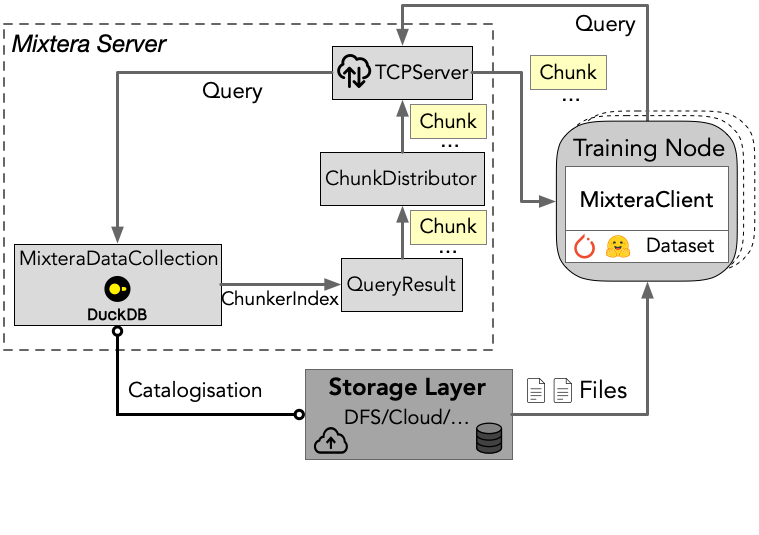 Query
Mixtera Server
TCPServer
Chunk
...
Query
Chunk
...
Training Node
ChunkDistributor
MixteraClient
Chunk
...
Dataset
MixteraDataCollection
DuckDB
ChunkerIndex
QueryResult
Catalogisation
Storage Layer
DFS/Cloud/...
Files